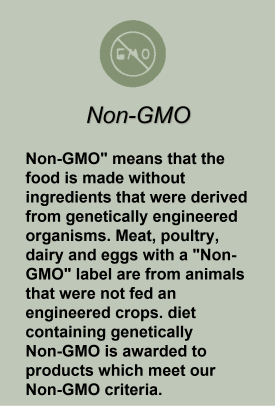 GMO
Non-GMO
Non-GMO" means that the
food is made without
ingredients that were derived
from genetically engineered
organisms. Meat, poultry,
dairy and eggs with a "Non-
GMO" label are from animals
that were not fed an
engineered crops. diet
containing genetically
Non-GMO is awarded to
products which meet our
Non-GMO criteria.